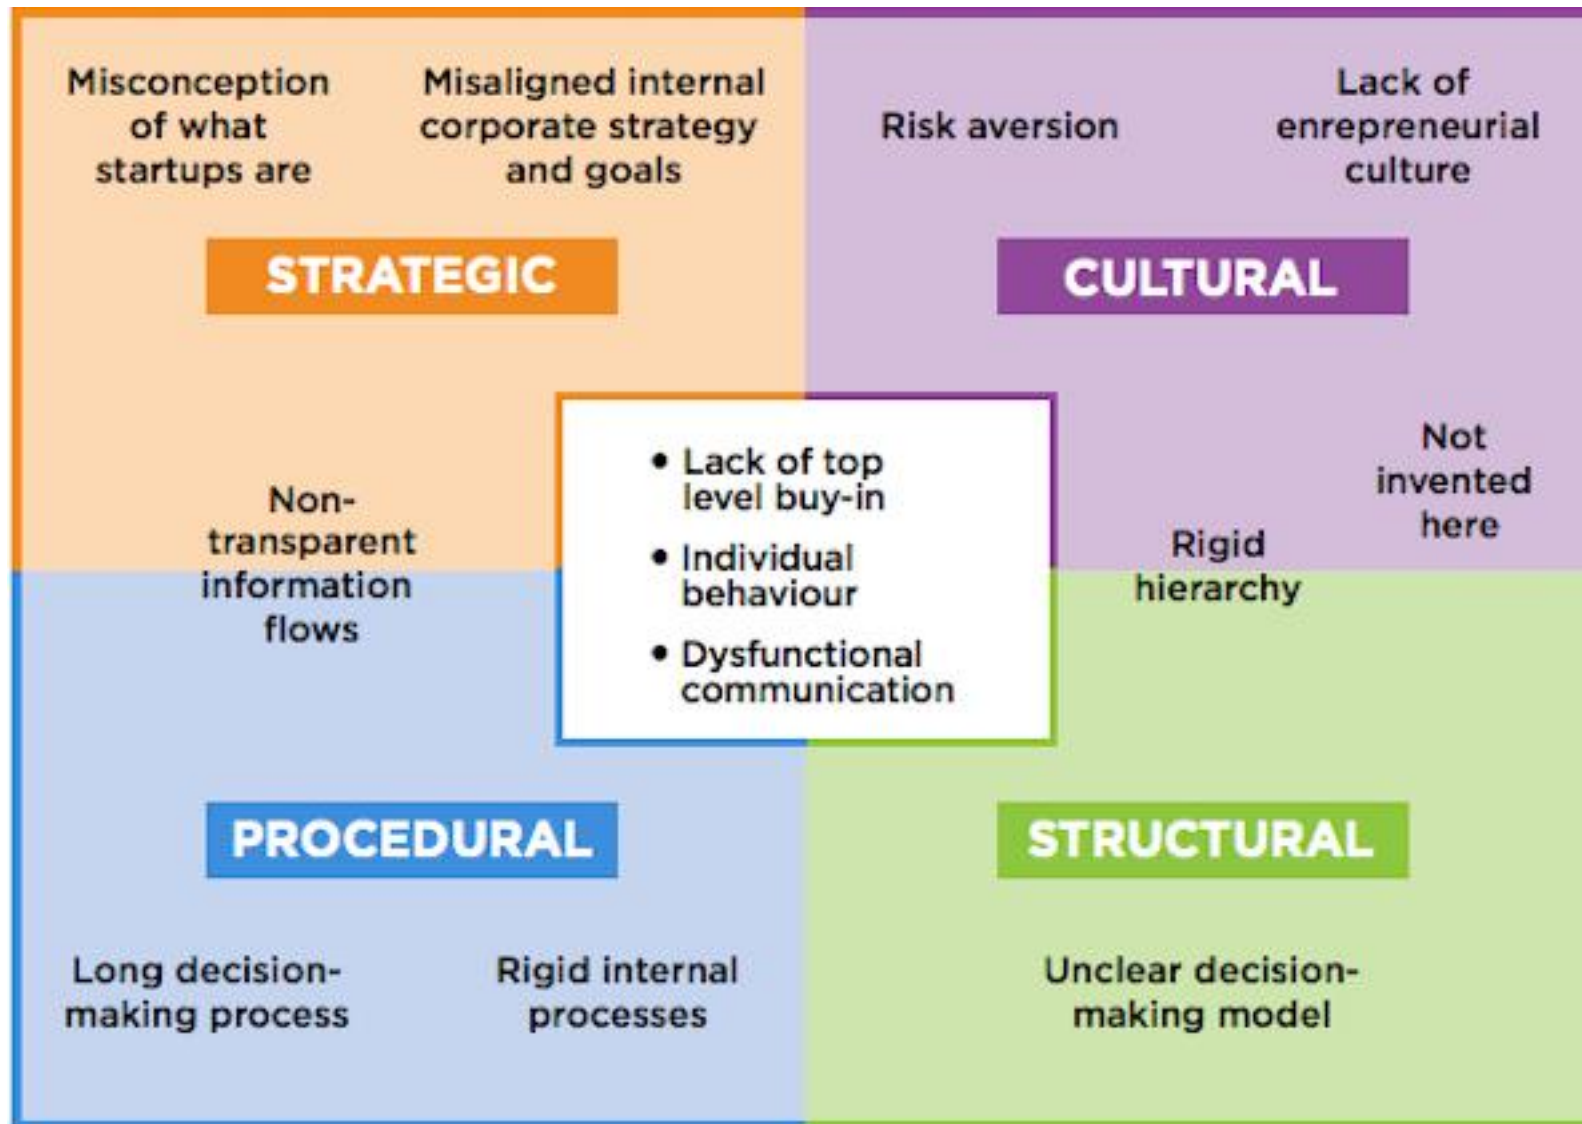 Misconception
of what
startups are
Misaligned internal
corporate strategy
and goals
STRATEGIC
Risk aversion
Lack of
enrepreneurial
culture
CULTURAL
Non-
transparent
information
flows
• Lack of top
level buy-in
• Individual
behaviour
• Dysfunctional
communication
Not
invented
here
Rigid
hierarchy
PROCEDURAL
Long decision-
making process
Rigid internal
processes
STRUCTURAL
Unclear decision-
making model